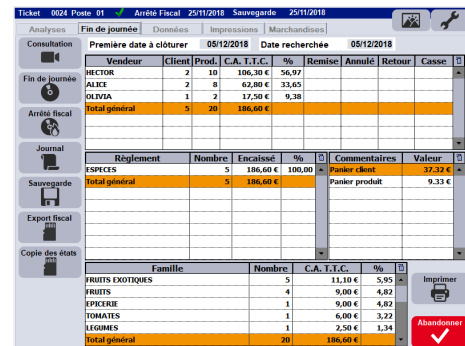 Ticket 0024 Poste 01 Arrêté Fiscal 25/11/2018 Sauvegarde 25/11/2018
Analyses Fin de journée Données Impressions Marchandises
Consultation
Première date à clôturer 05/12/2018 Date recherchée 05/12/2018
Vendeur Client Prod. C.A. T.T.C. % Remise Annulé Retour Casse
HECTOR 2 10 106,30 € 56,97
ALICE 2 8 62,80 € 33,65
OLIVIA 1 2 17,50 € 9,38
Total général 5 20 186,60 €
Fin de journée
Arrêté fiscal
Journal
Règlement Nombre Encaissé % Commentaires Valeur
ESPECES 5 186,60 € 100,00 Panier client 37.32 €
Total général 5 186,60 € Panier produit 9.33 €
Sauvegarde
Export fiscal
Copie des états
Famille Nombre C.A. T.T.C. %
FRUITS EXOTIQUES 5 11,10 € 5,95
FRUITS 4 9,00 € 4,82
EPICERIE 1 9,00 € 4,82
TOMATES 1 6,00 € 3,22
LEGUMES 1 2,50 € 1,34
Total général 20 186,60 €
Imprimer
Abandonner